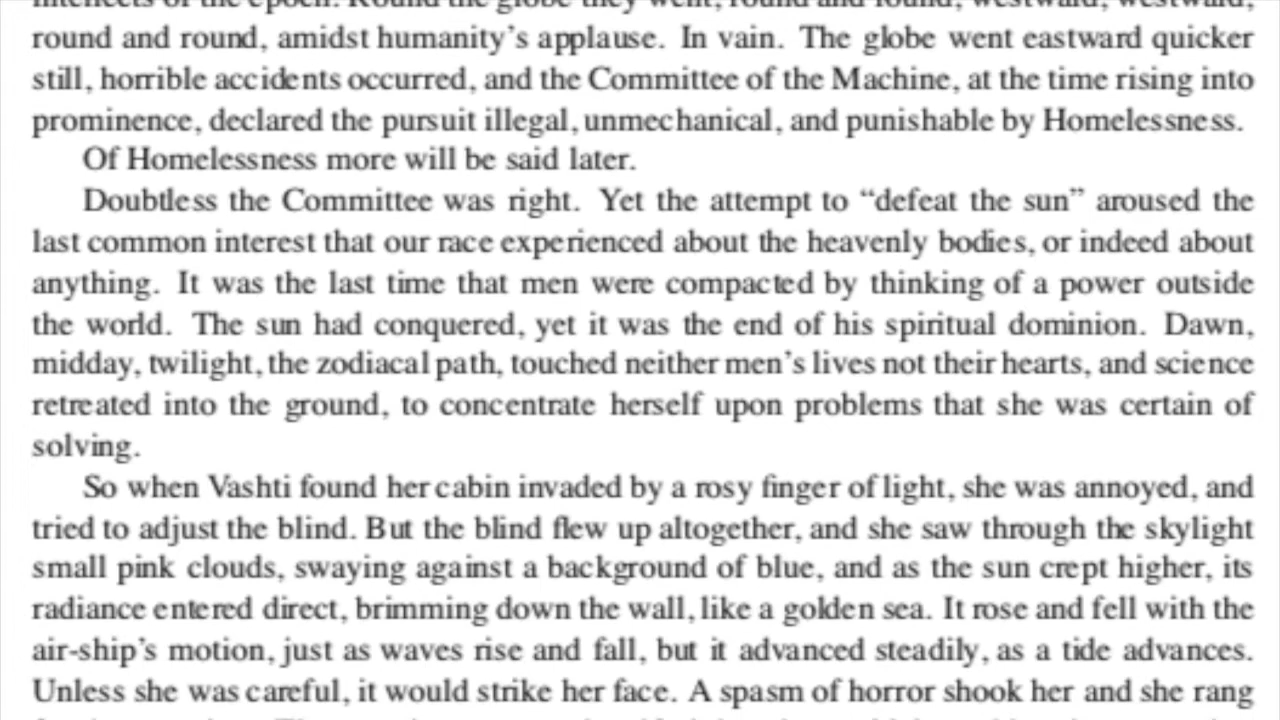 intellects of the epoch. Round the globe they went, round and round, westward, westward,
round and round, amidst humanity’s applause. In vain. The globe went eastward quicker
still, horrible accidents occurred, and the Committee of the Machine, at the time rising into
prominence, declared the pursuit illegal, unmechanical, and punishable by Homelessness.
Of Homelessness more will be said later.
Doubtless the Committee was right. Yet the attempt to “defeat the sun” aroused the
last common interest that our race experienced about the heavenly bodies, or indeed about
anything. It was the last time that men were compacted by thinking of a power outside
the world. The sun had conquered, yet it was the end of his spiritual dominion. Dawn,
midday, twilight, the zodiacal path, touched neither men’s lives not their hearts, and science
retreated into the ground, to concentrate herself upon problems that she was certain of
solving.
So when Vashti found her cabin invaded by a rosy finger of light, she was annoyed, and
tried to adjust the blind. But the blind flew up altogether, and she saw through the skylight
small pink clouds, swaying against a background of blue, and as the sun crept higher, its
radiance entered direct, brimming down the wall, like a golden sea. It rose and fell with the
air-ship’s motion, just as waves rise and fall, but it advanced steadily, as a tide advances.
Unless she was careful, it would strike her face. A spasm of horror shook her and she rang